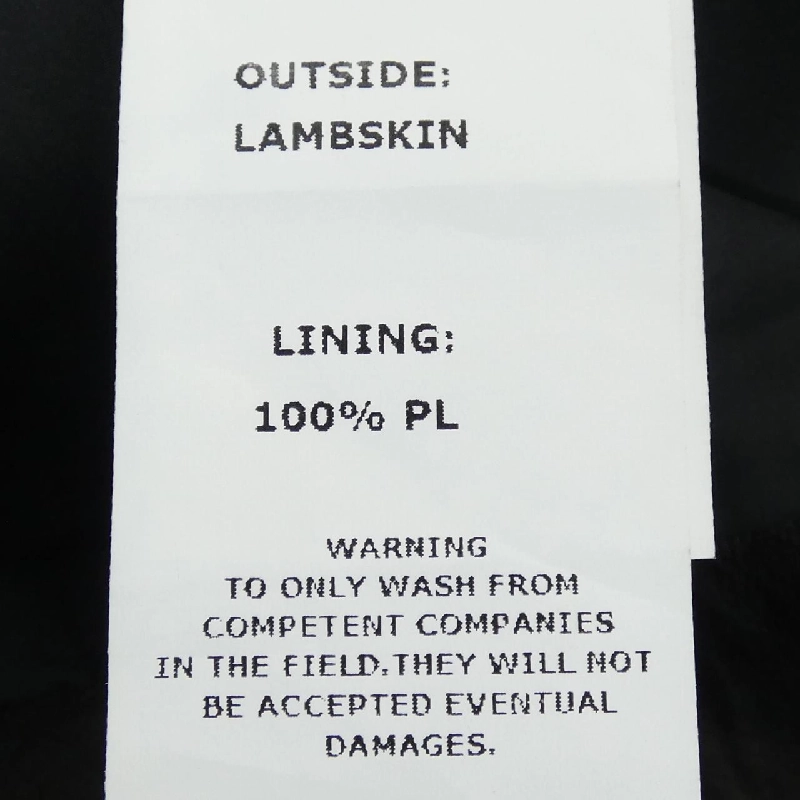 OUTSIDE:
LAMBSKIN
LINING:
100% PL
WARNING
TO ONLY WASH FROM
COMPETENT COMPANIES
IN THE FIELD.THEY WILL NOT
BE ACCEPTED EVENTUAL
DAMAGES.